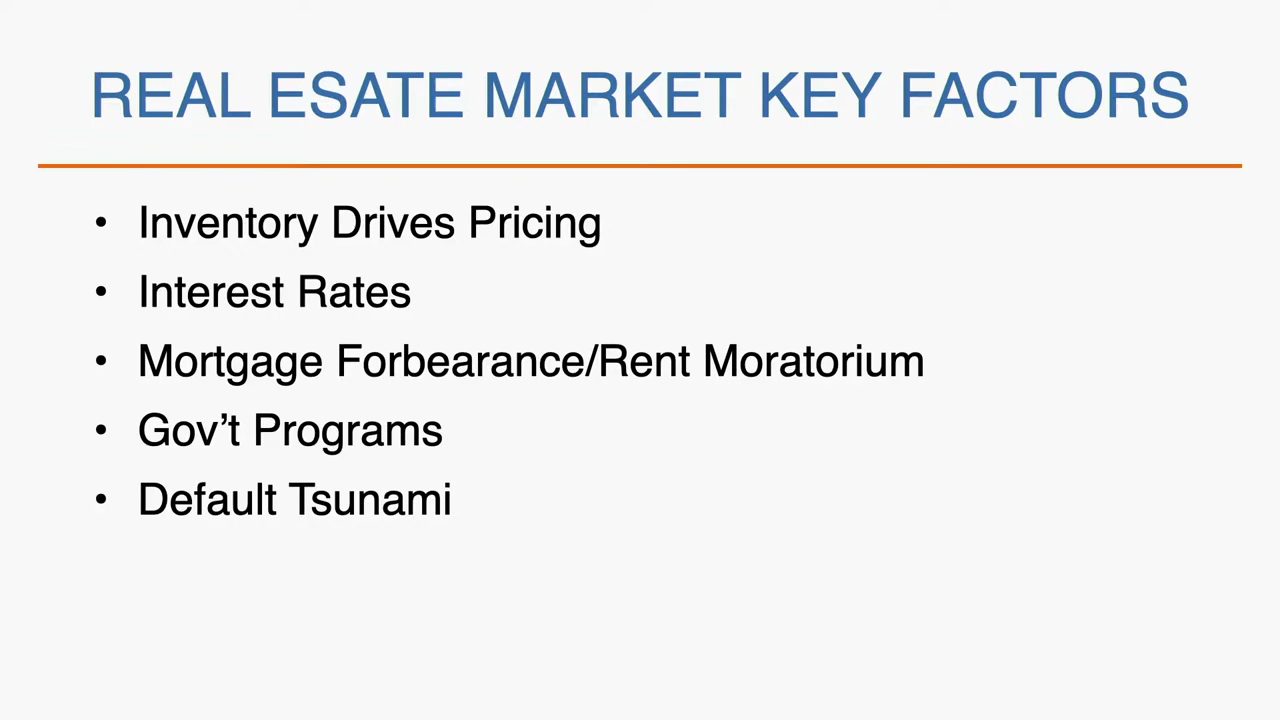 REAL ESATE MARKET KEY FACTORS
• Inventory Drives Pricing
• Interest Rates
• Mortgage Forbearance/Rent Moratorium
• Gov’t Programs
• Default Tsunami